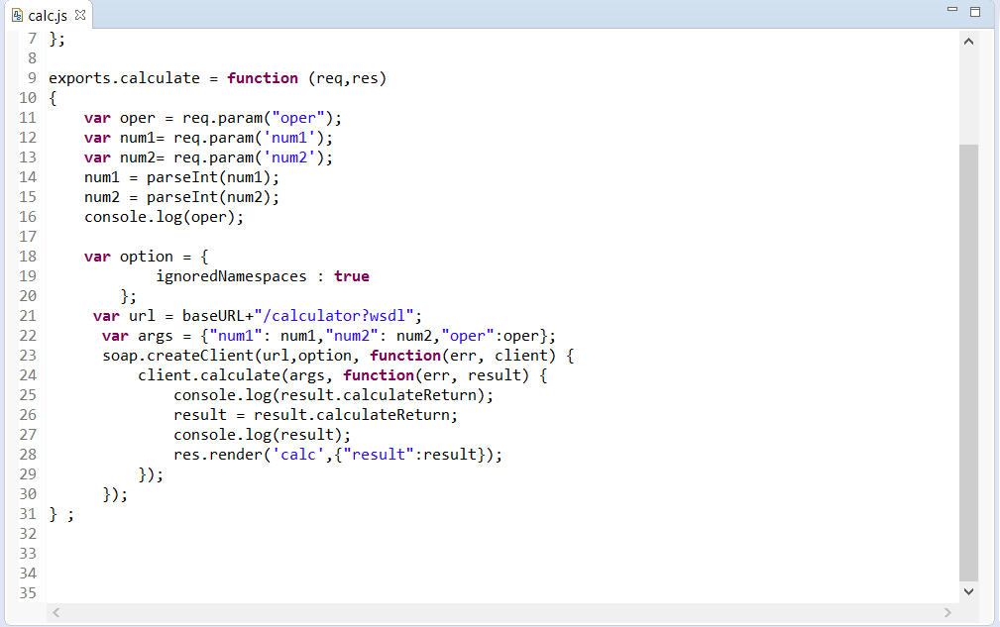 calc.js
7 };
8
9 exports.calculate = function (req,res)
10 {
11     var oper = req.param("oper");
12     var num1= req.param('num1');
13     var num2= req.param('num2');
14     num1 = parseInt(num1);
15     num2 = parseInt(num2);
16     console.log(oper);
17
18     var option = {
19             ignoredNamespaces : true
20         };
21      var url = baseURL+"/calculator?wsdl";
22       var args = {"num1": num1,"num2": num2,"oper":oper};
23       soap.createClient(url,option, function(err, client) {
24           client.calculate(args, function(err, result) {
25               console.log(result.calculateReturn);
26               result = result.calculateReturn;
27               console.log(result);
28               res.render('calc',{"result":result});
29           });
30       });
31 } ;
32
33
34
35